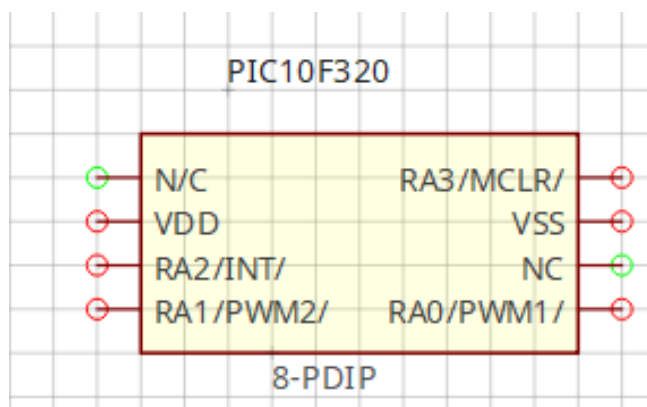 PIC10F320
N/C RA3/MCLR/
VDD VSS
RA2/INT/ NC
RA1/PWM2/ RA0/PWM1/
8-PDIP